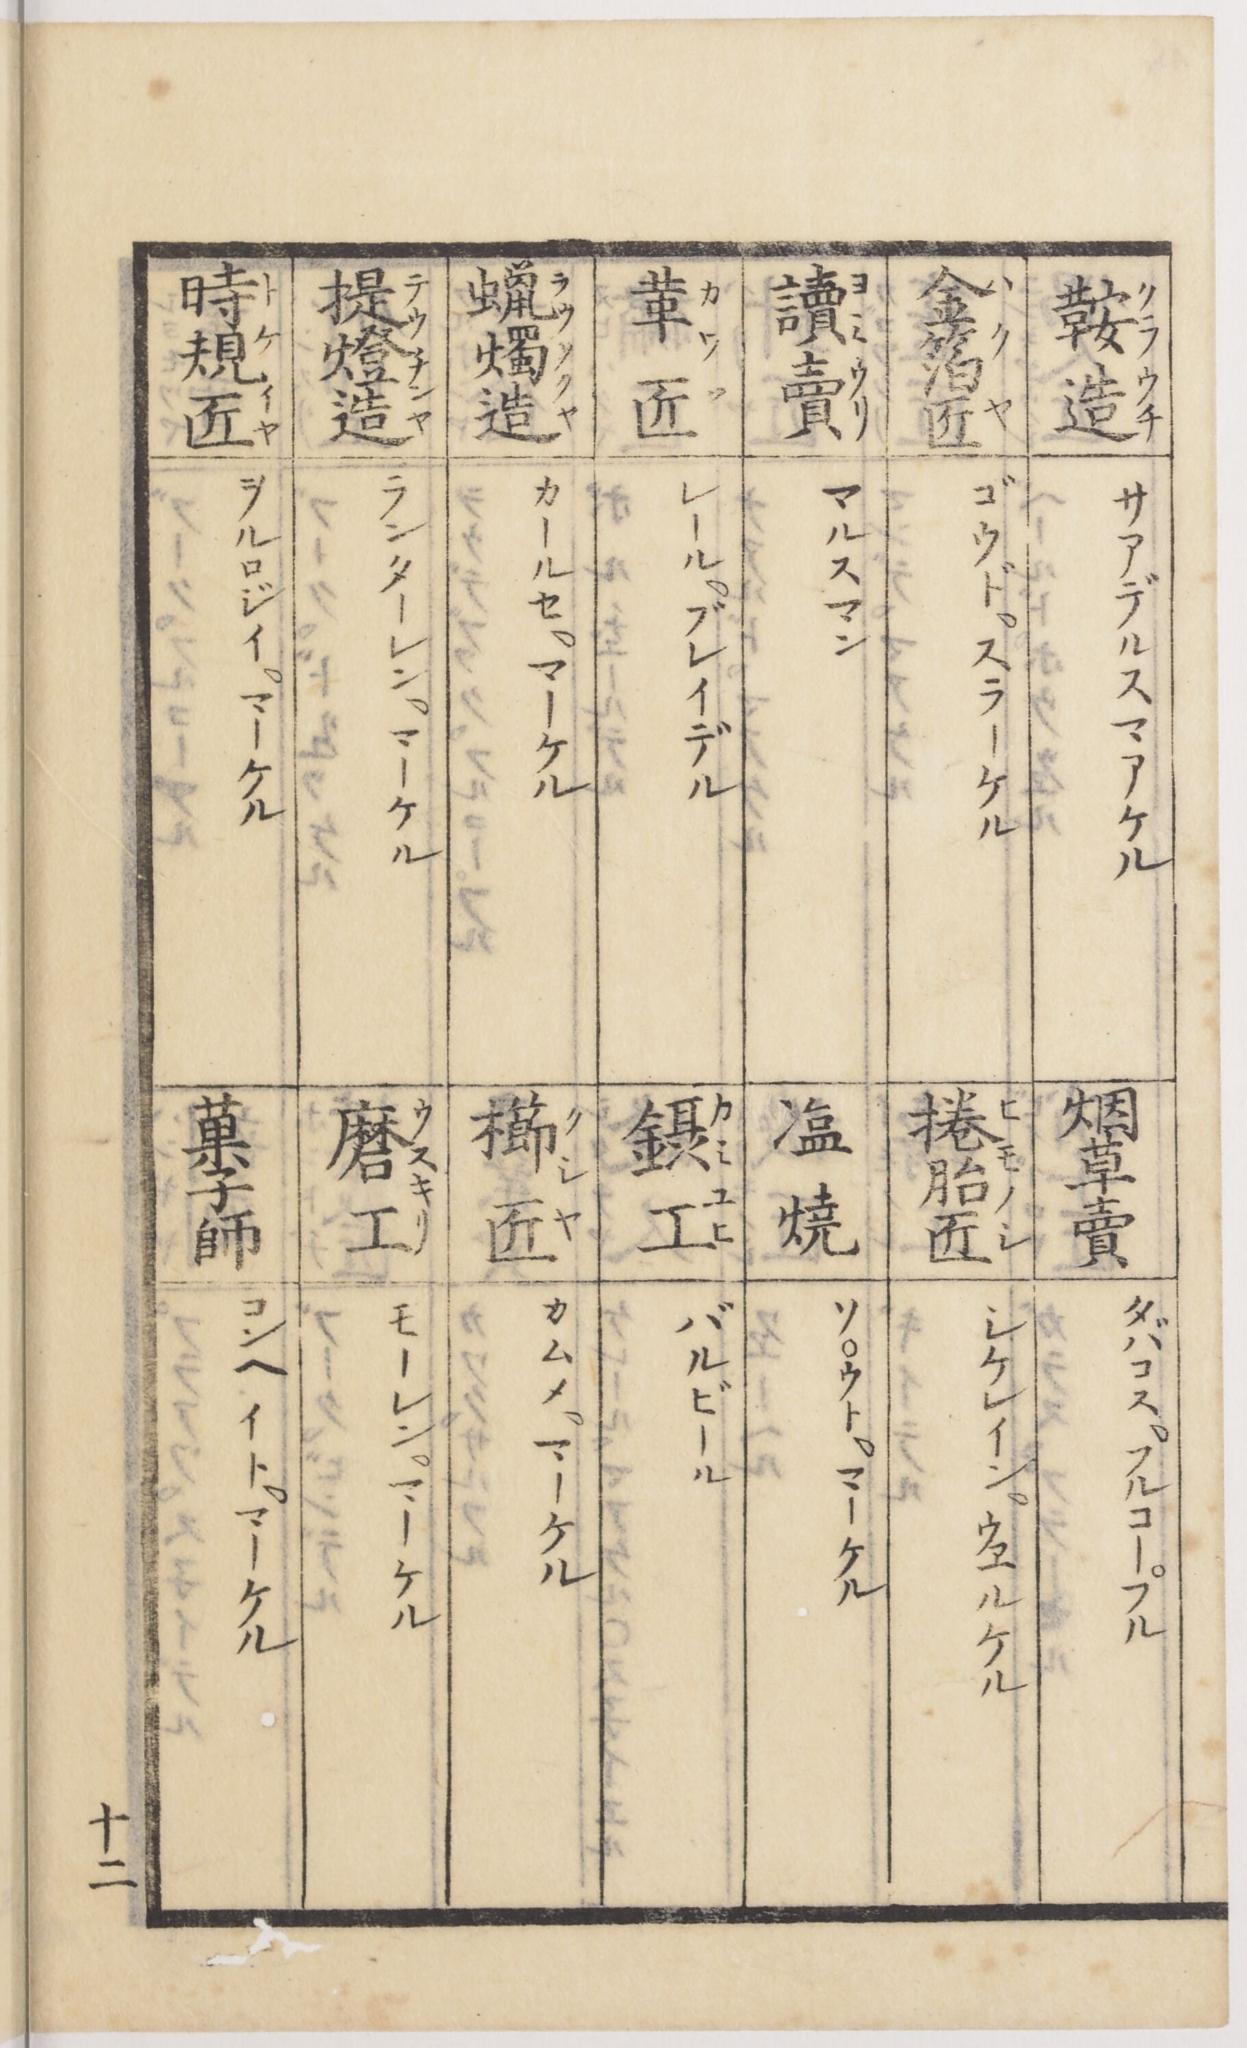 鞍造 クラウチ
サアデルスマアケル
烟草賣
タバコス゜フルコープル
金箔匠 ハクヤ
ゴウド゜スラーケル
捲胎匠 ヒモノシ
シケレイン゜ウヱルケル
讀賣 ヨミウリ
マルスマン
塩焼
ソ゜ウト゜マーケル
革匠 カワヤ
レール゜ブレイデル
鑷工 カミユヒ
バルビール
蠟燭造 ラウソクヤ
カールセ゜マーケル
櫛匠 クシヤ
カムメ゜マーケル
提燈造 テウチンヤ
ランターレン゜マーケル
磨工 ウスキリ
モーレン゜マーケル
時規匠 トケイヤ
ヲルロジイ゜マーケル
菓子師
コンヘイト゜マーケル
十二